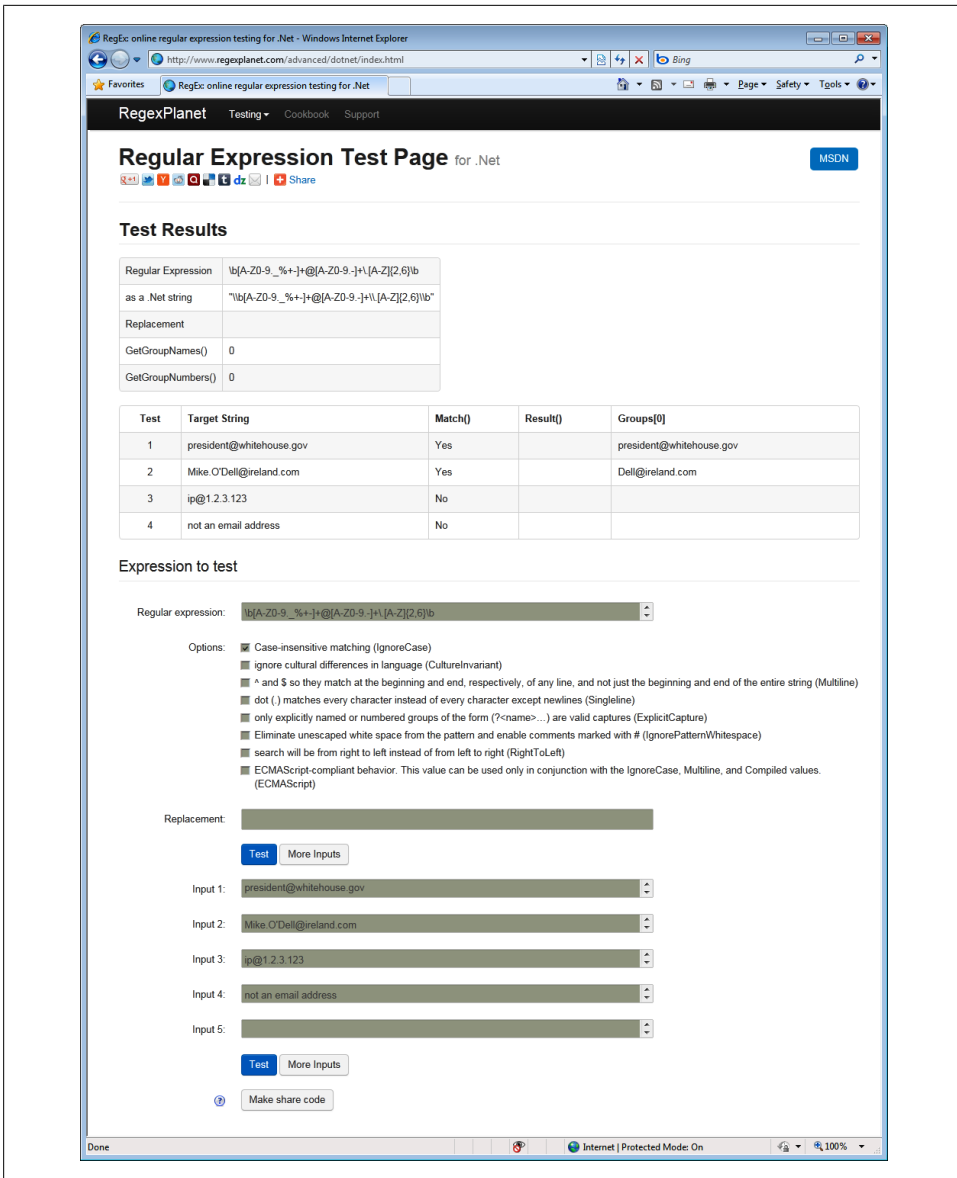 RegEx: online regular expression testing for .Net - Windows Internet Explorer
http://www.regexplanet.com/advanced/dotnet/index.html
Bing
Favorites
RegEx: online regular expression testing for .Net
Page Safety Tools
RegexPlanet Testing Cookbook Support
Regular Expression Test Page for .Net
MSDN
+1 Y Q t dz | Share
Test Results
Regular Expression \b[A-Z0-9._%+-]+@[A-Z0-9.-]+\.[A-Z]{2,6}\b
as a .Net string "\\b[A-Z0-9._%+-]+@[A-Z0-9.-]+\\.[A-Z]{2,6}\\b"
Replacement
GetGroupNames() 0
GetGroupNumbers() 0
Test Target String Match() Result() Groups[0]
1 president@whitehouse.gov Yes president@whitehouse.gov
2 Mike.O'Dell@ireland.com Yes Dell@ireland.com
3 ip@1.2.3.123 No
4 not an email address No
Expression to test
Regular expression: \b[A-Z0-9._%+-]+@[A-Z0-9.-]+\.[A-Z]{2,6}\b
Options: Case-insensitive matching (IgnoreCase)
ignore cultural differences in language (CultureInvariant)
^ and $ so they match at the beginning and end, respectively, of any line, and not just the beginning and end of the entire string (Multiline)
dot (.) matches every character instead of every character except newlines (Singleline)
only explicitly named or numbered groups of the form (?<name>...) are valid captures (ExplicitCapture)
Eliminate unescaped white space from the pattern and enable comments marked with # (IgnorePatternWhitespace)
search will be from right to left instead of from left to right (RightToLeft)
ECMAScript-compliant behavior. This value can be used only in conjunction with the IgnoreCase, Multiline, and Compiled values.
(ECMAScript)
Replacement:
Test More Inputs
Input 1: president@whitehouse.gov
Input 2: Mike.O'Dell@ireland.com
Input 3: ip@1.2.3.123
Input 4: not an email address
Input 5:
Test More Inputs
Make share code
Done
Internet | Protected Mode: On
100%